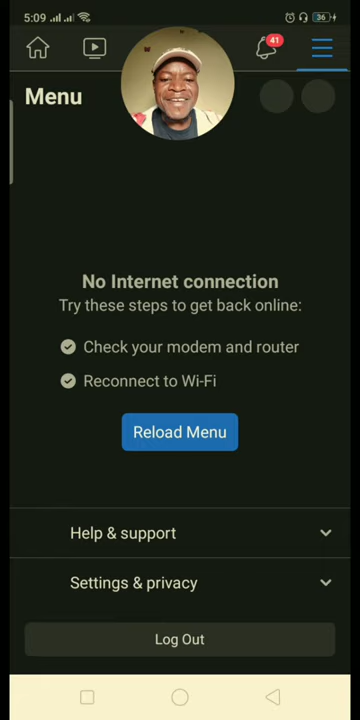 5:09
36
41
Menu
No Internet connection
Try these steps to get back online:
Check your modem and router
Reconnect to Wi-Fi
Reload Menu
Help & support
Settings & privacy
Log Out